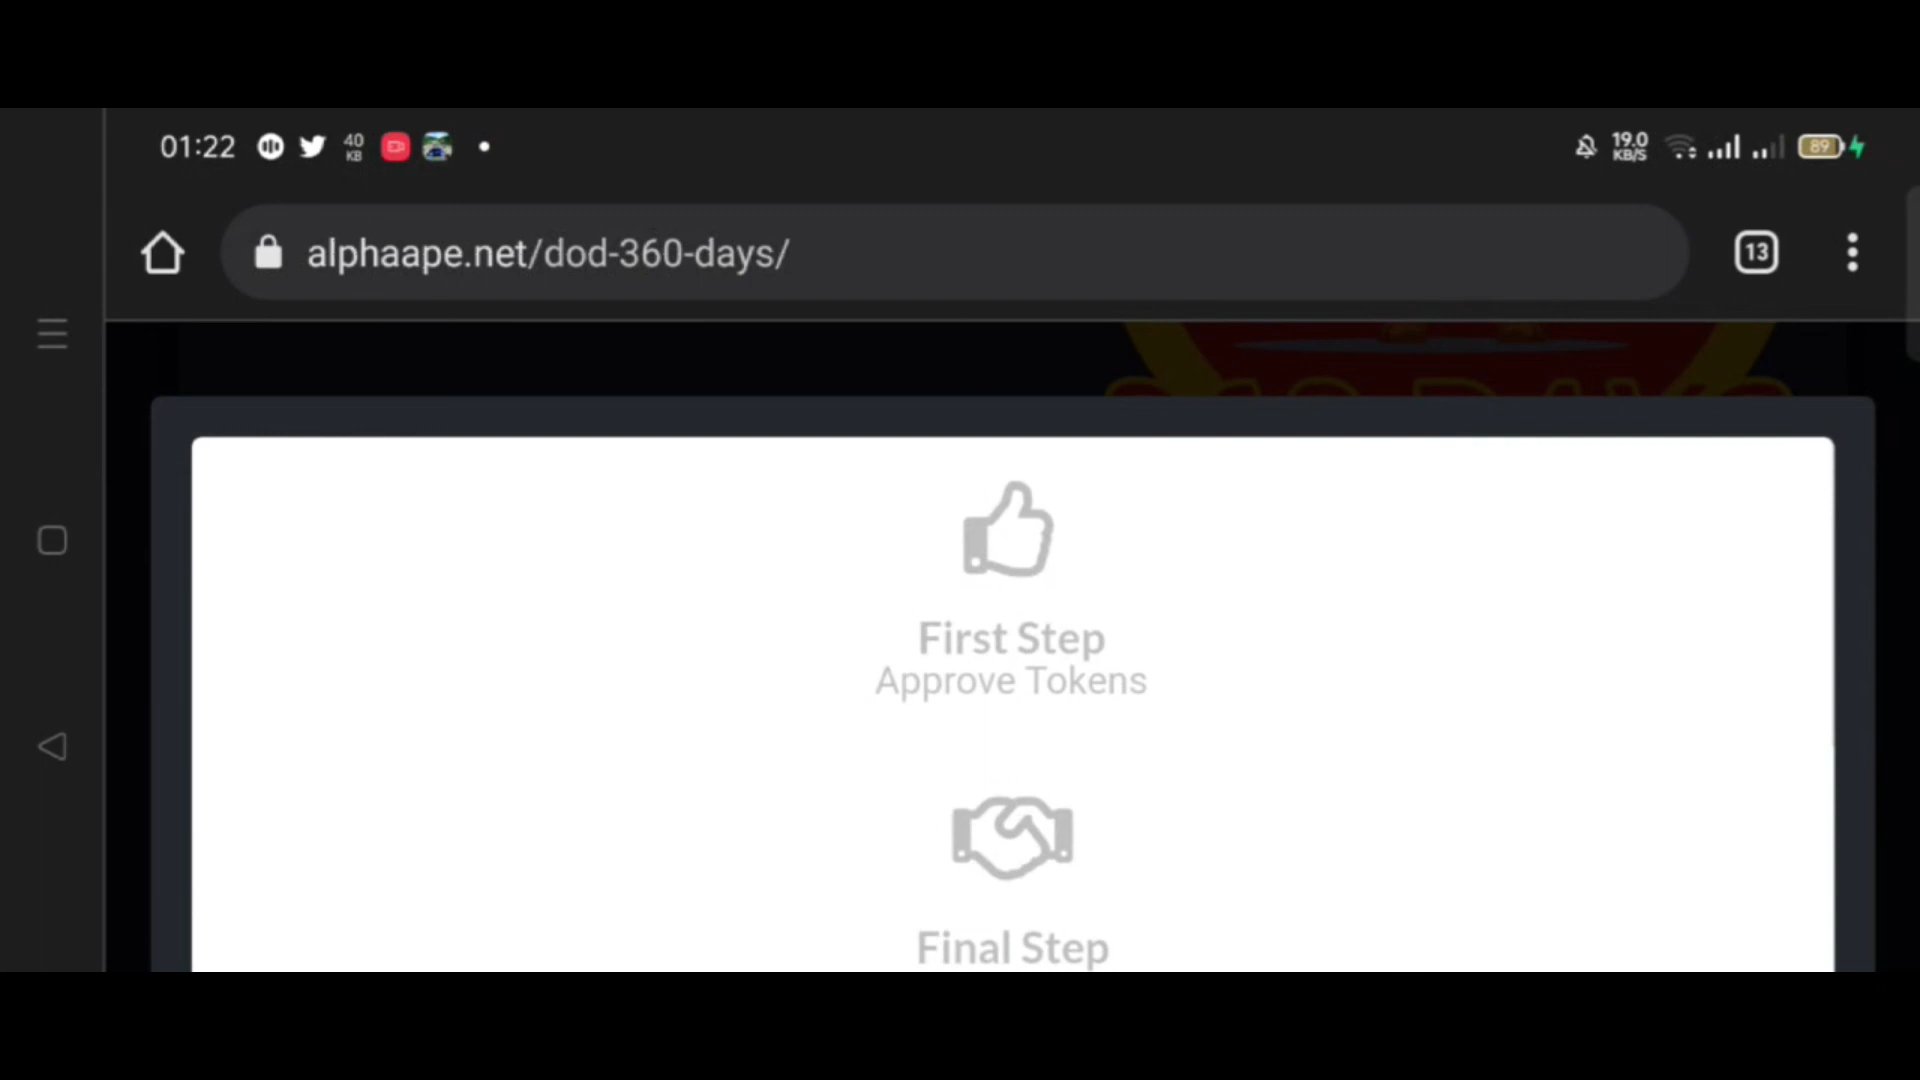 01:22
40
KB
19.0
KB/S
89
alphaape.net/dod-360-days/
13
First Step
Approve Tokens
Final Step